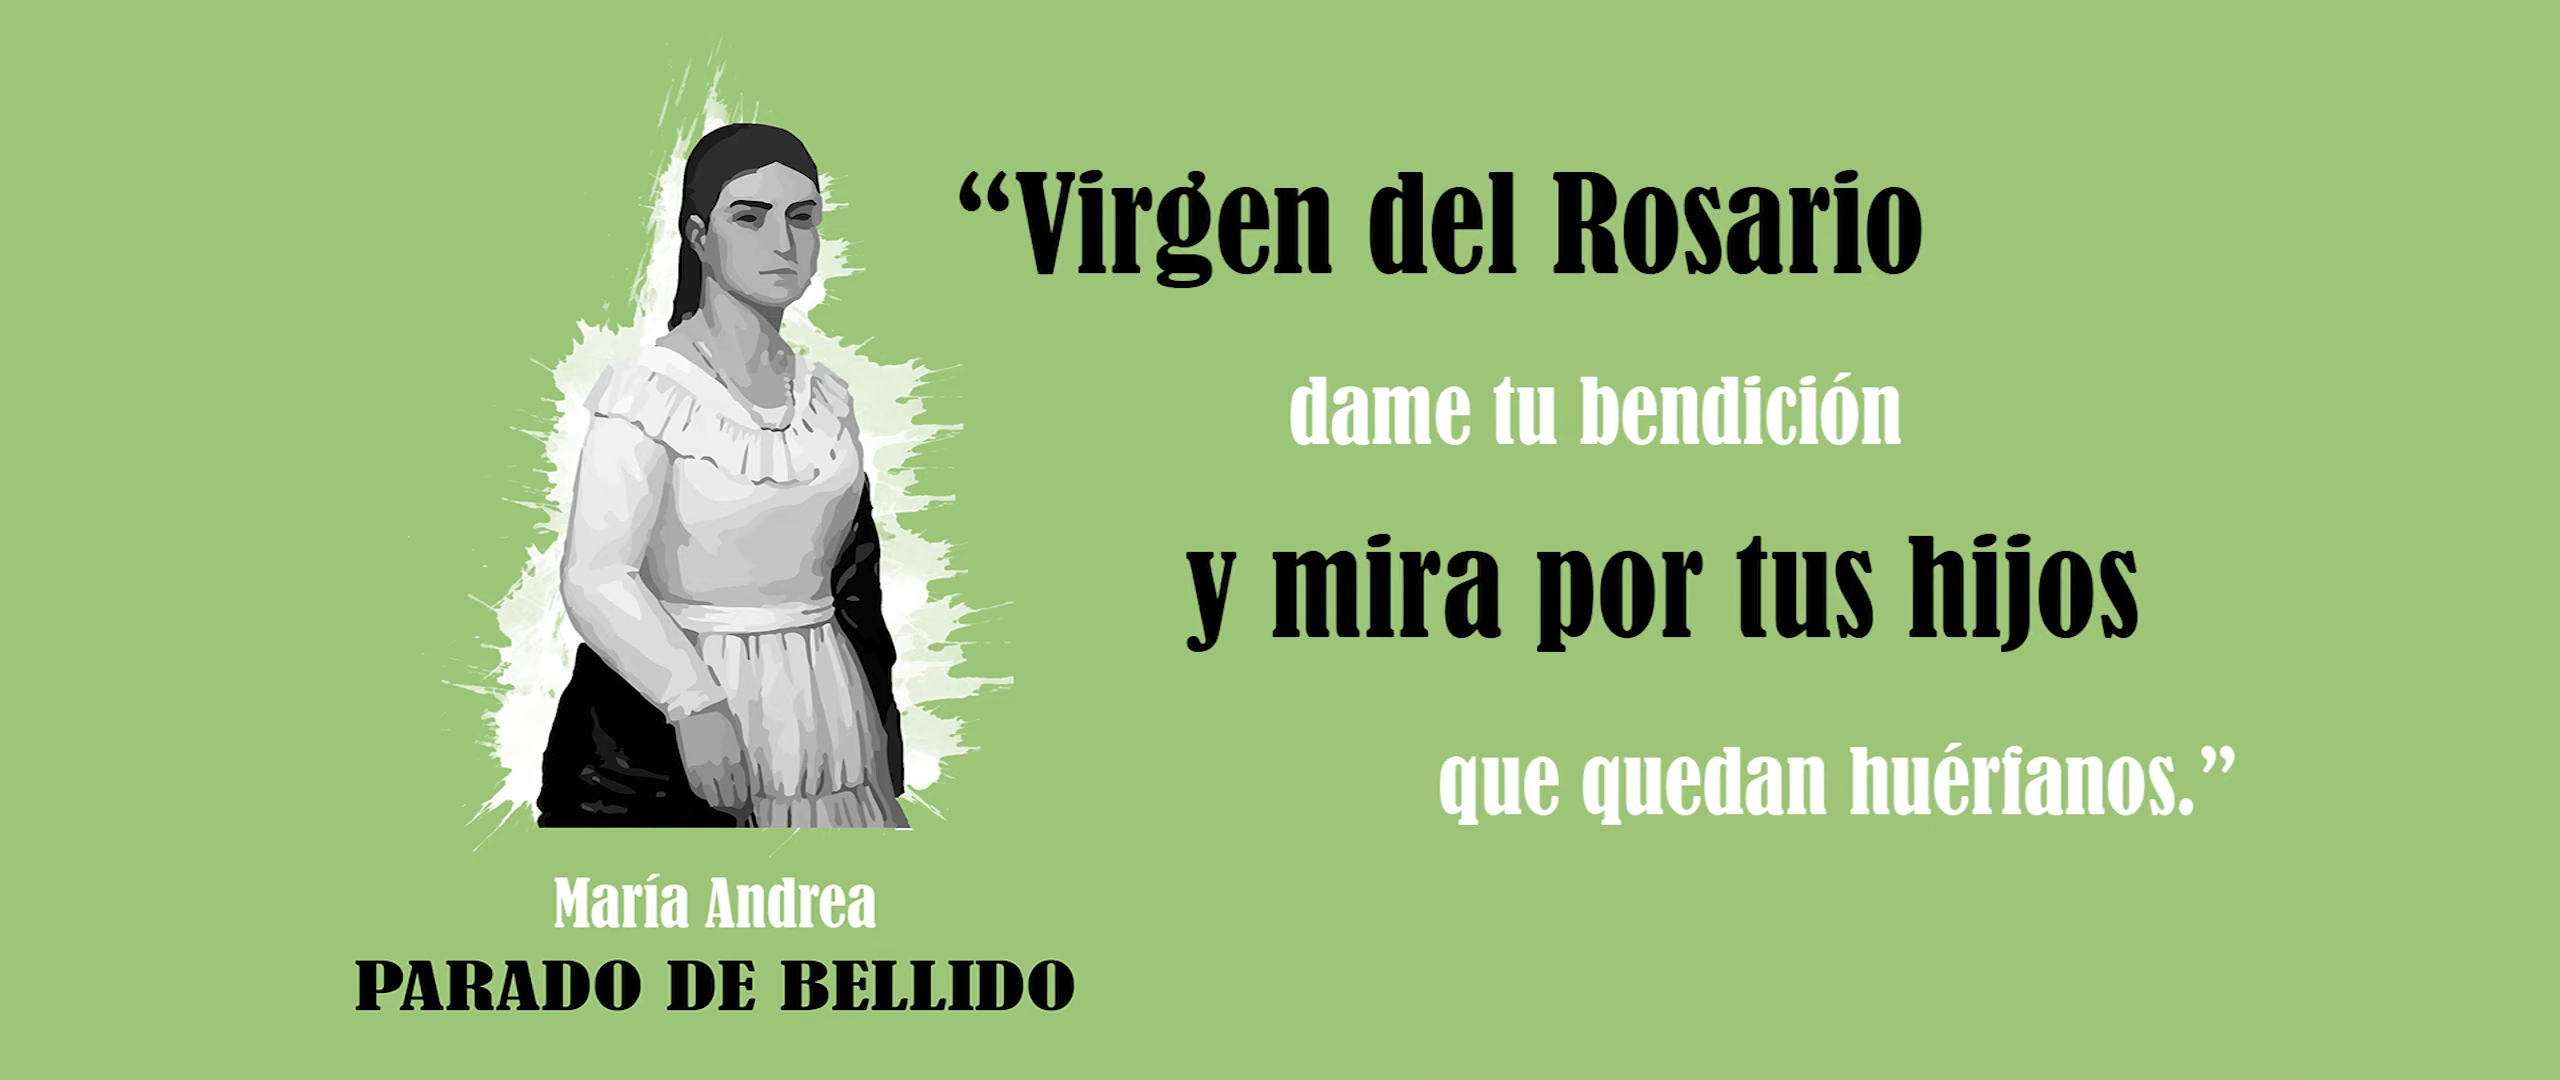 “Virgen del Rosario
dame tu bendición
y mira por tus hijos
que quedan huérfanos.”
María Andrea
PARADO DE BELLIDO